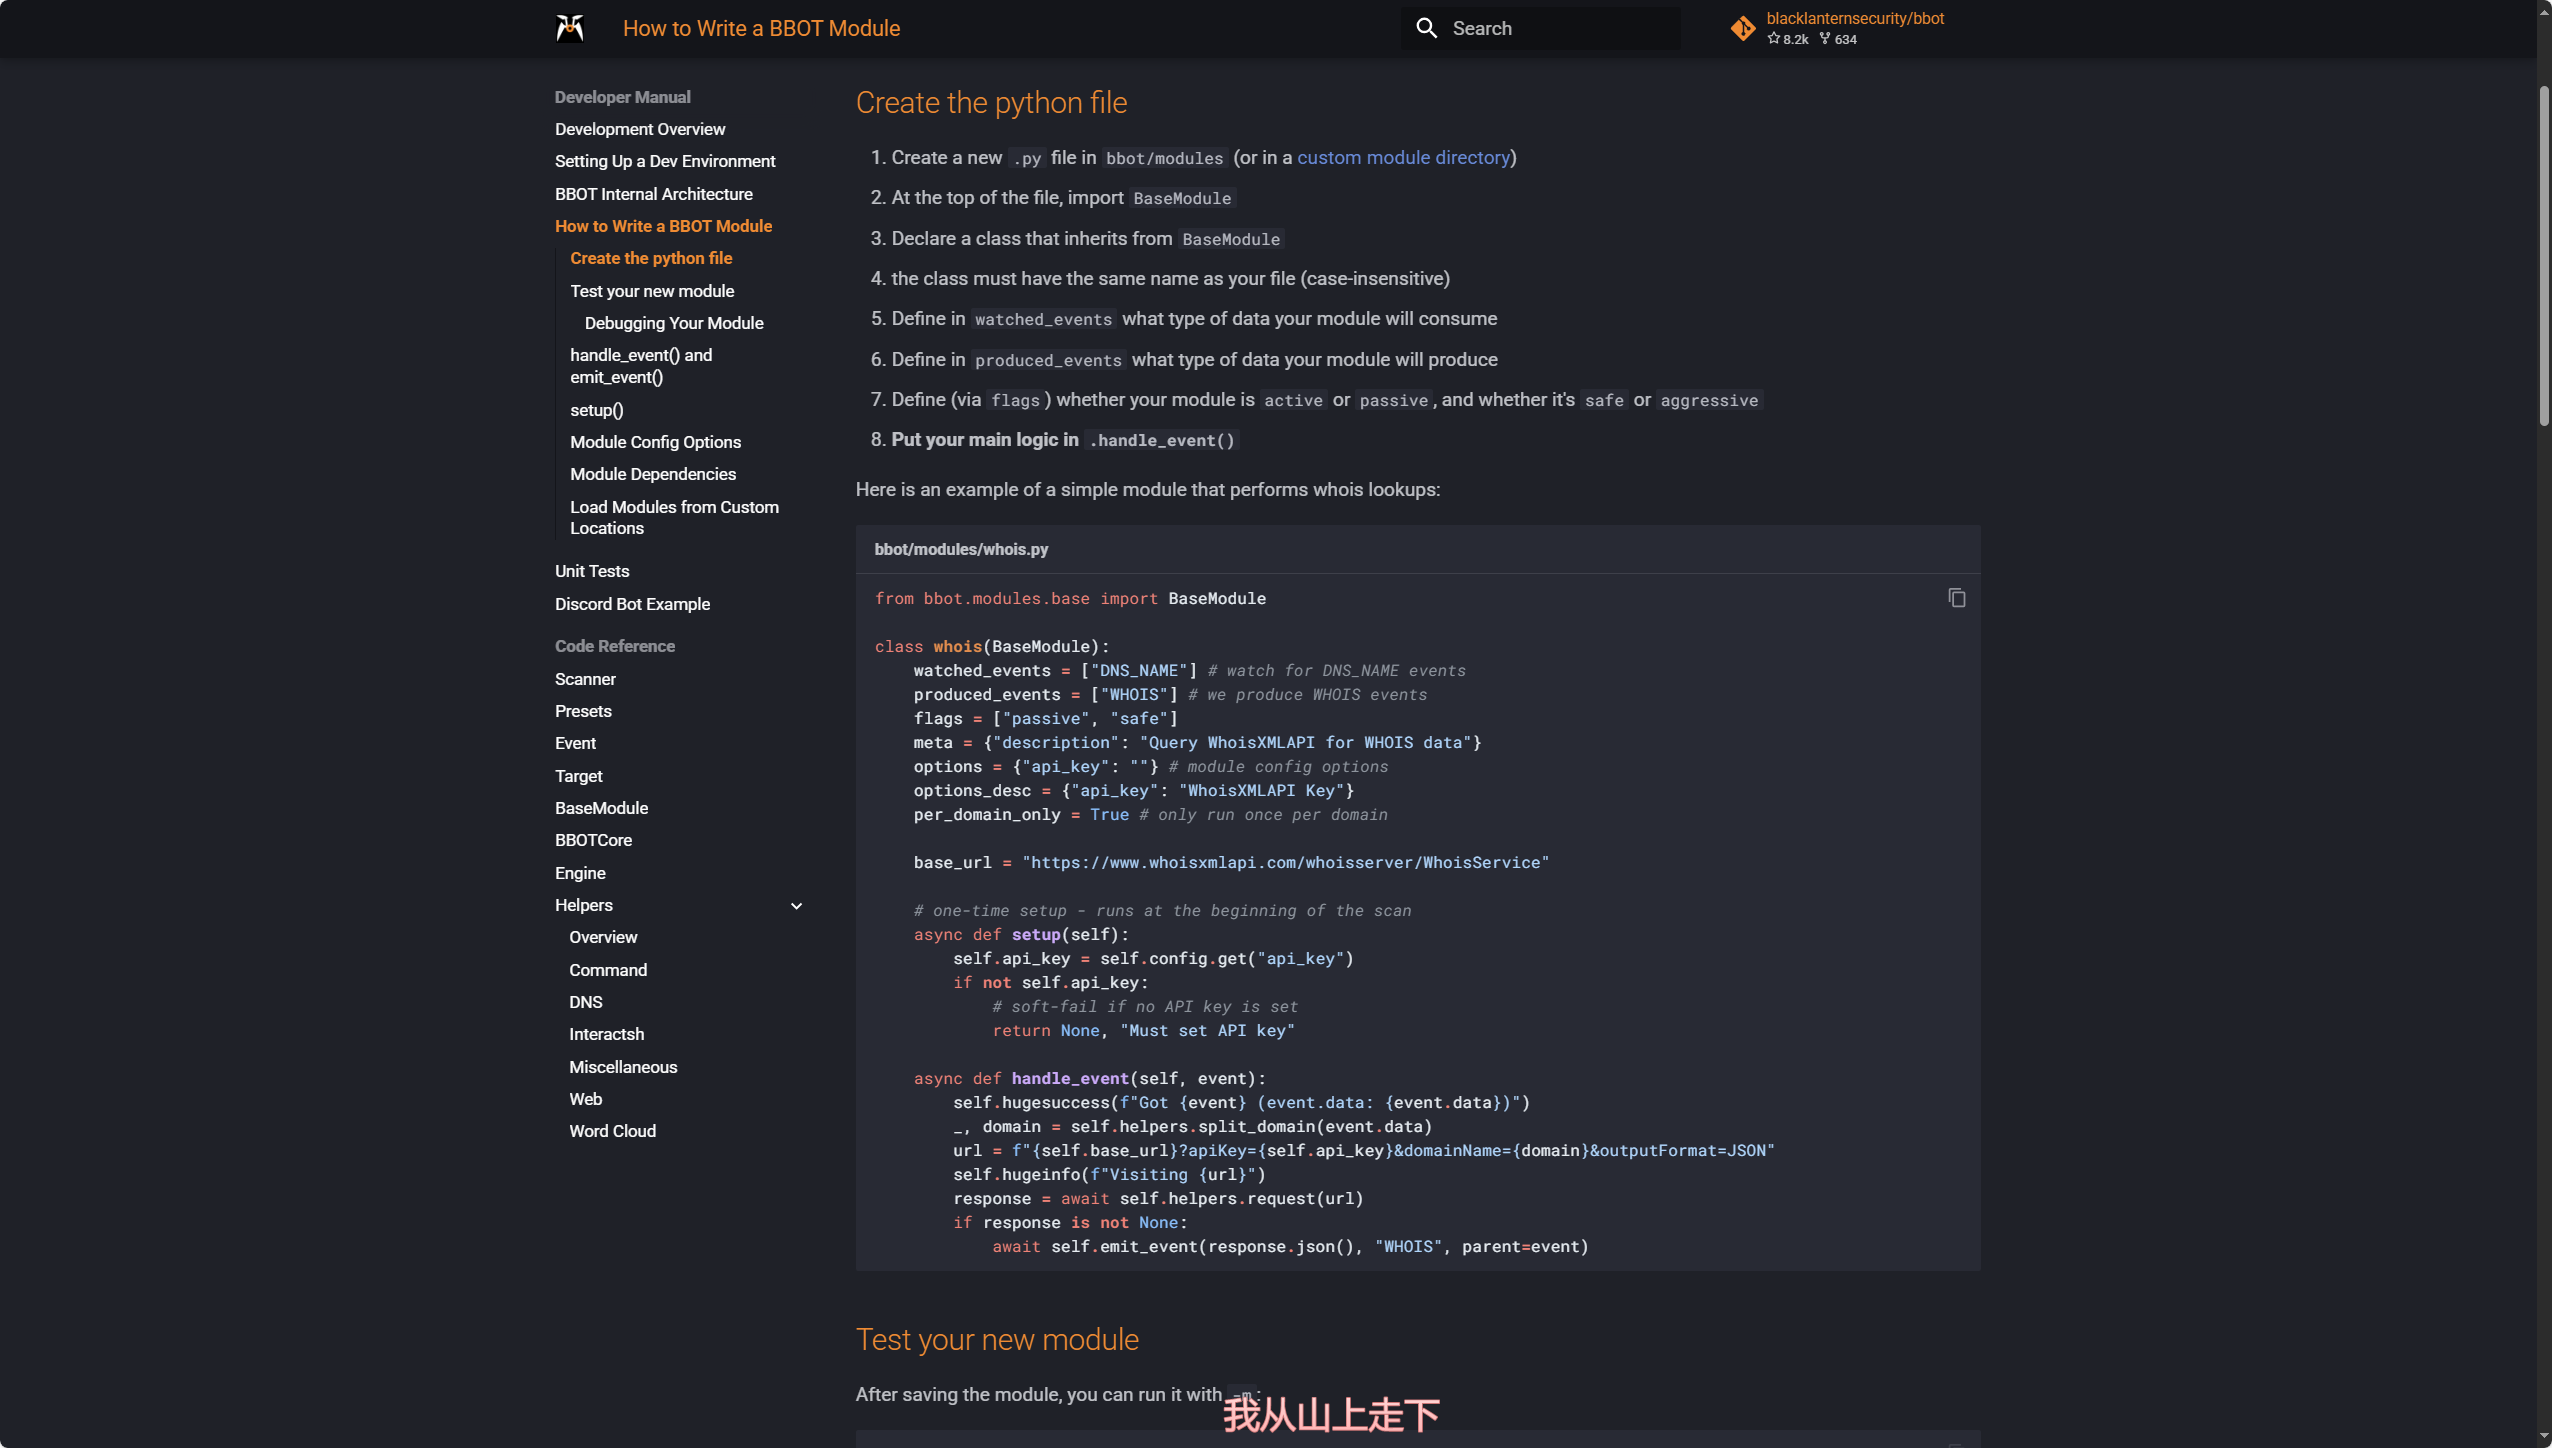 How to Write a BBOT Module
Search
blacklanternsecurity/bbot
8.2k 634
Developer Manual
Development Overview
Setting Up a Dev Environment
BBOT Internal Architecture
How to Write a BBOT Module
Create the python file
Test your new module
Debugging Your Module
handle_event() and
emit_event()
setup()
Module Config Options
Module Dependencies
Load Modules from Custom
Locations
Unit Tests
Discord Bot Example
Code Reference
Scanner
Presets
Event
Target
BaseModule
BBOTCore
Engine
Helpers
Overview
Command
DNS
Interactsh
Miscellaneous
Web
Word Cloud
Create the python file
1. Create a new .py file in bbot/modules (or in a custom module directory)
2. At the top of the file, import BaseModule
3. Declare a class that inherits from BaseModule
4. the class must have the same name as your file (case-insensitive)
5. Define in watched_events what type of data your module will consume
6. Define in produced_events what type of data your module will produce
7. Define (via flags) whether your module is active or passive, and whether it's safe or aggressive
8. Put your main logic in .handle_event()
Here is an example of a simple module that performs whois lookups:
bbot/modules/whois.py
from bbot.modules.base import BaseModule
class whois(BaseModule):
    watched_events = ["DNS_NAME"] # watch for DNS_NAME events
    produced_events = ["WHOIS"] # we produce WHOIS events
    flags = ["passive", "safe"]
    meta = {"description": "Query WhoisXMLAPI for WHOIS data"}
    options = {"api_key": ""} # module config options
    options_desc = {"api_key": "WhoisXMLAPI Key"}
    per_domain_only = True # only run once per domain
    base_url = "https://www.whoisxmlapi.com/whoisserver/WhoisService"
    # one-time setup - runs at the beginning of the scan
    async def setup(self):
        self.api_key = self.config.get("api_key")
        if not self.api_key:
            # soft-fail if no API key is set
            return None, "Must set API key"
    async def handle_event(self, event):
        self.hugesuccess(f"Got {event} (event.data: {event.data})")
        _, domain = self.helpers.split_domain(event.data)
        url = f"{self.base_url}?apiKey={self.api_key}&domainName={domain}&outputFormat=JSON"
        self.hugeinfo(f"Visiting {url}")
        response = await self.helpers.request(url)
        if response is not None:
            await self.emit_event(response.json(), "WHOIS", parent=event)
Test your new module
After saving the module, you can run it with -m:
我从山上走下